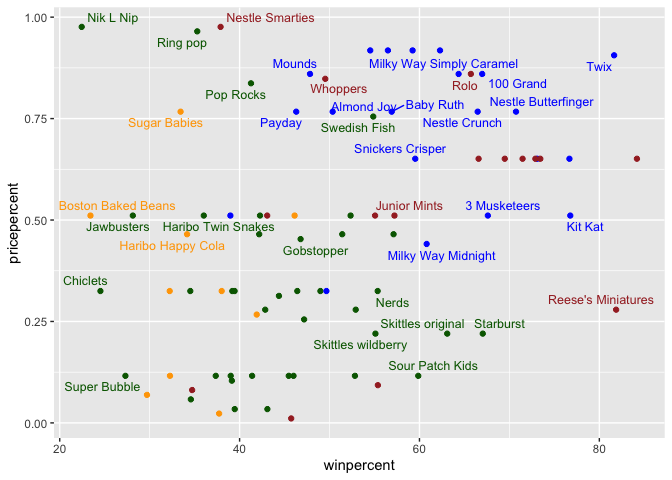 1.00
Nik L Nip
Nestle Smarties
Ring pop
Mounds
Milky Way Simply Caramel
Twix
Whoppers
Rolo
100 Grand
Pop Rocks
Almond Joy
Baby Ruth
Nestle Butterfinger
0.75
Sugar Babies
Payday
Swedish Fish
Nestle Crunch
Snickers Crisper
Boston Baked Beans
Junior Mints
3 Musketeers
0.50
Jawbusters
Haribo Twin Snakes
Kit Kat
Haribo Happy Cola
Gobstopper
Milky Way Midnight
Chiclets
Nerds
Reese's Miniatures
0.25
Skittles original
Starburst
Skittles wildberry
Sour Patch Kids
Super Bubble
0.00
20
40
60
80
winpercent
pricepercent